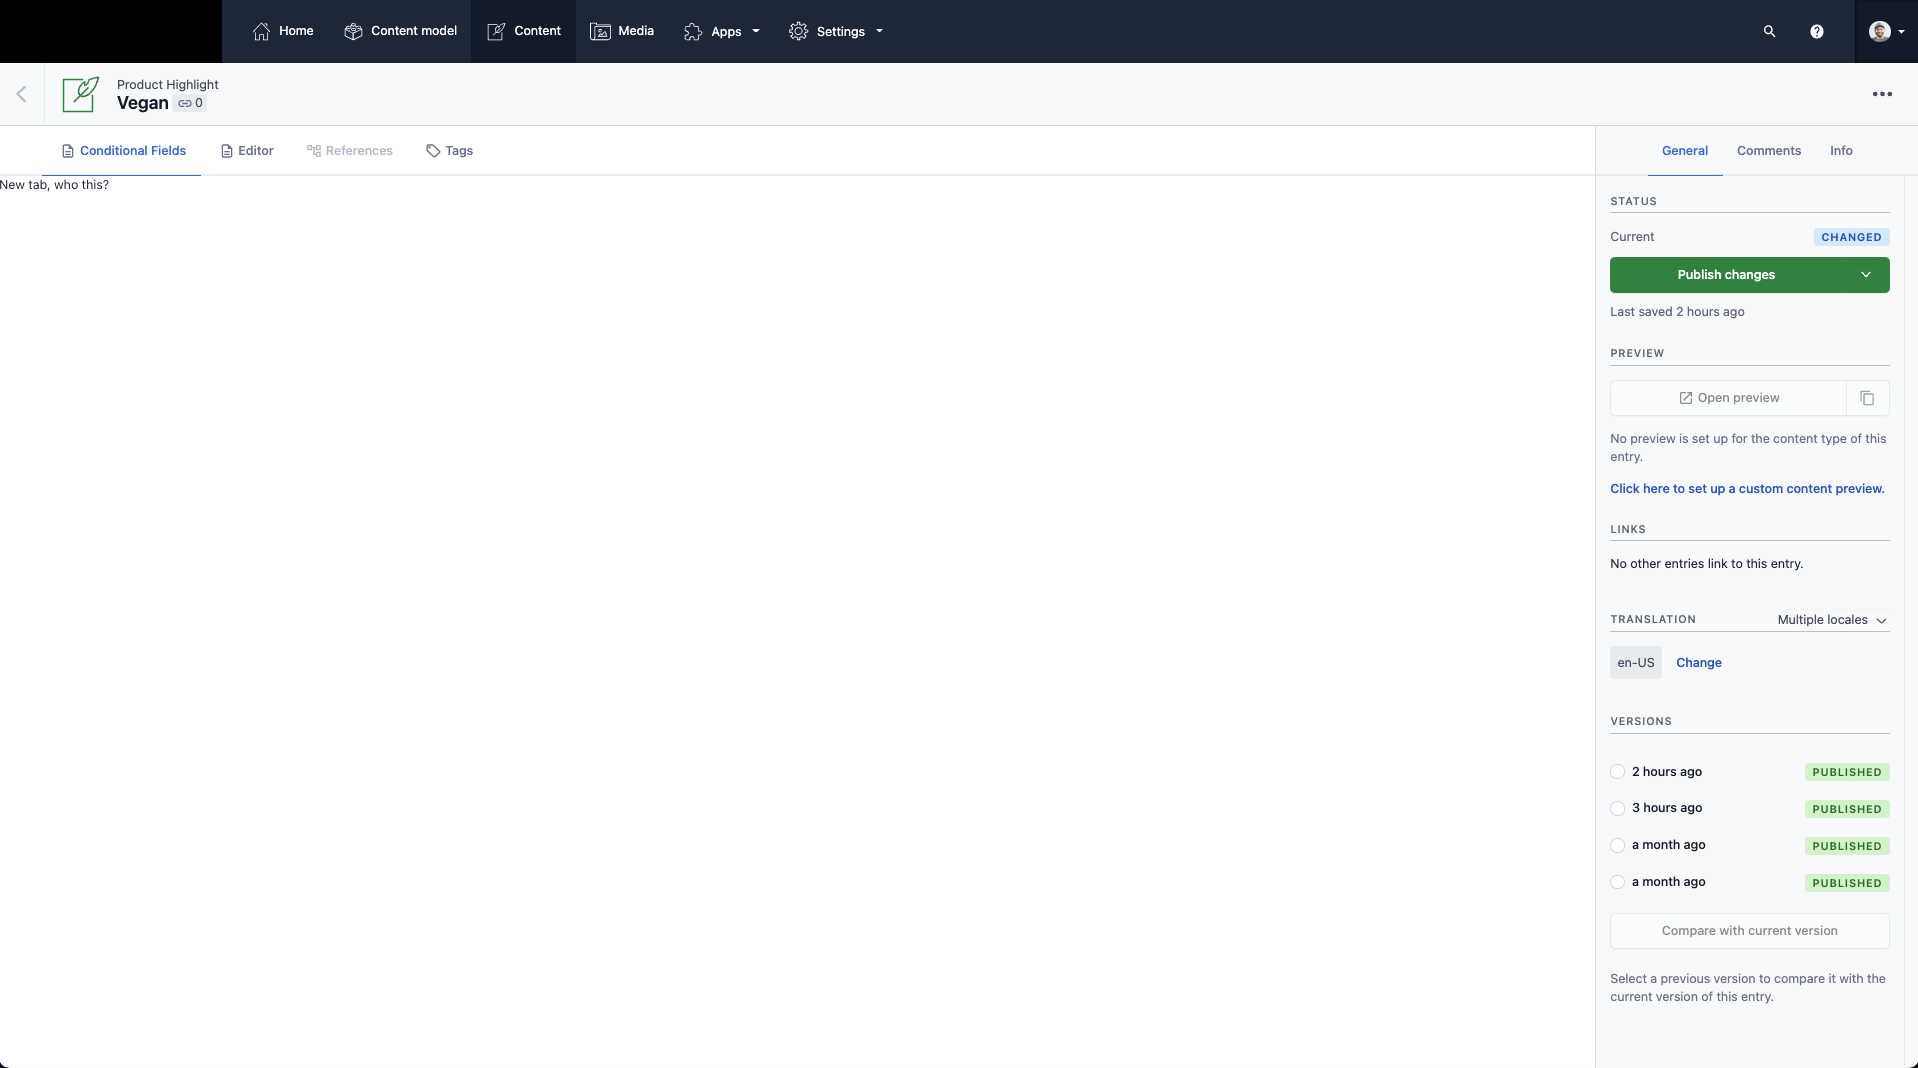 Home
Content model
Content
Media
Apps
Settings
Product Highlight
Vegan 0
Conditional Fields
Editor
References
Tags
General
Comments
Info
New tab, who this?
STATUS
Current
CHANGED
Publish changes
Last saved 2 hours ago
PREVIEW
Open preview
No preview is set up for the content type of this
entry.
Click here to set up a custom content preview.
LINKS
No other entries link to this entry.
TRANSLATION
Multiple locales
en-US
Change
VERSIONS
2 hours ago
PUBLISHED
3 hours ago
PUBLISHED
a month ago
PUBLISHED
a month ago
PUBLISHED
Compare with current version
Select a previous version to compare it with the
current version of this entry.